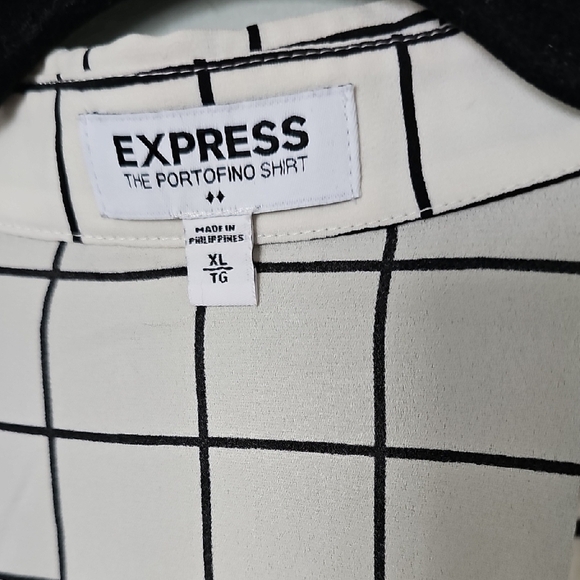 EXPRESS
THE PORTOFINO SHIRT
MADE IN
PHILIPPINES
XL
TG